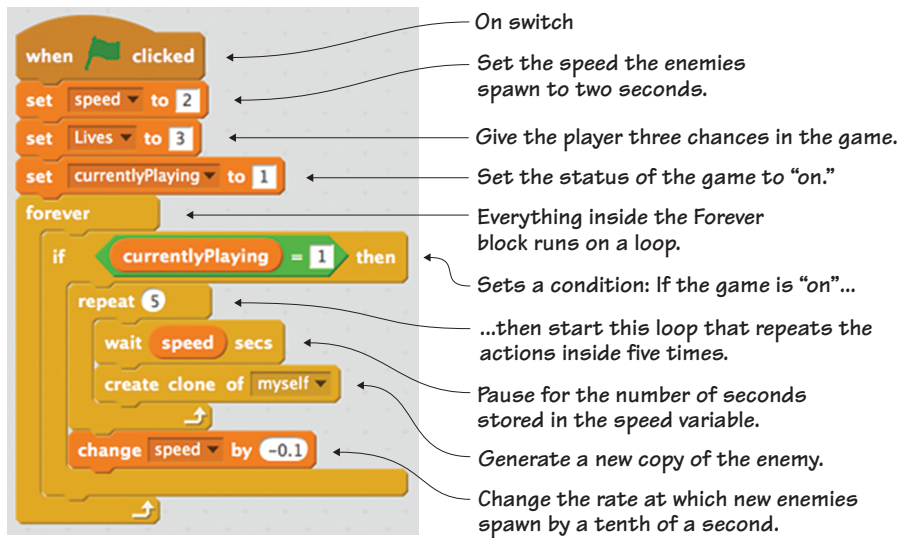 when clicked
set speed to 2
set Lives to 3
set currentlyPlaying to 1
forever
if currentlyPlaying = 1 then
repeat 5
wait speed secs
create clone of myself
change speed by -0.1
On switch
Set the speed the enemies
spawn to two seconds.
Give the player three chances in the game.
Set the status of the game to “on.”
Everything inside the Forever
block runs on a loop.
Sets a condition: If the game is “on”...
...then start this loop that repeats the
actions inside five times.
Pause for the number of seconds
stored in the speed variable.
Generate a new copy of the enemy.
Change the rate at which new enemies
spawn by a tenth of a second.